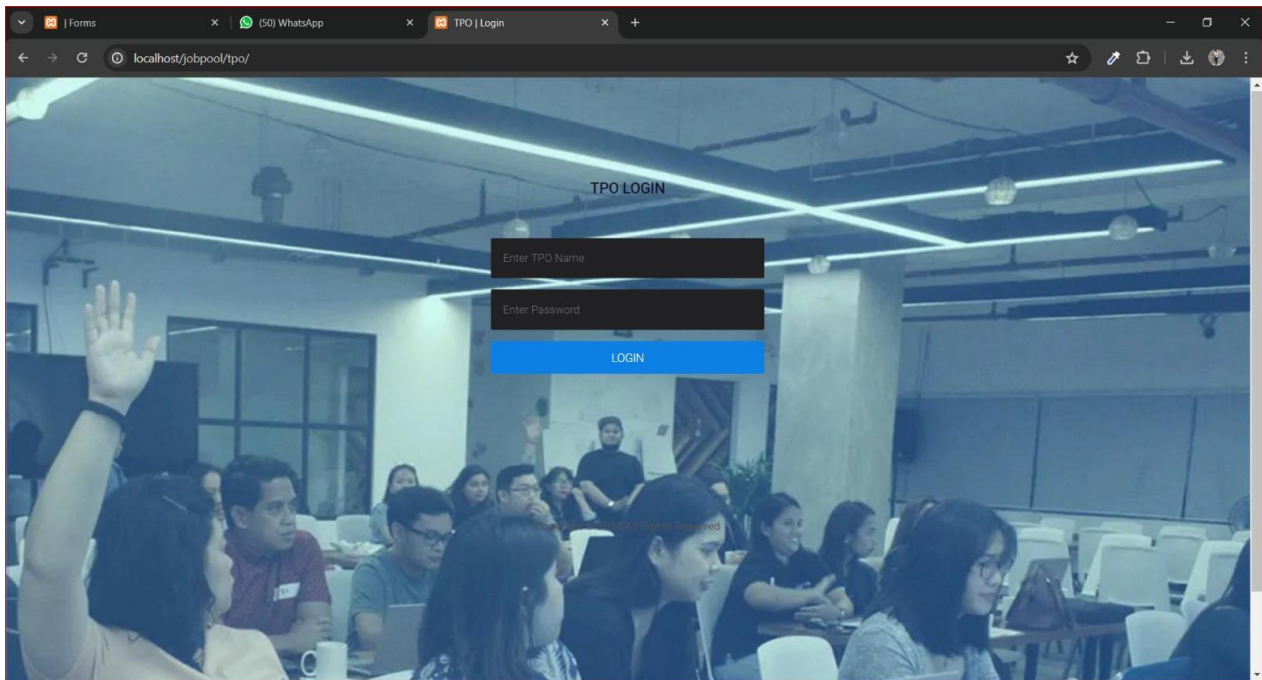 | Forms
(50) WhatsApp
TPO | Login
localhost/jobpool/tpo/
TPO LOGIN
Enter TPO Name
Enter Password
LOGIN
All Rights Reserved